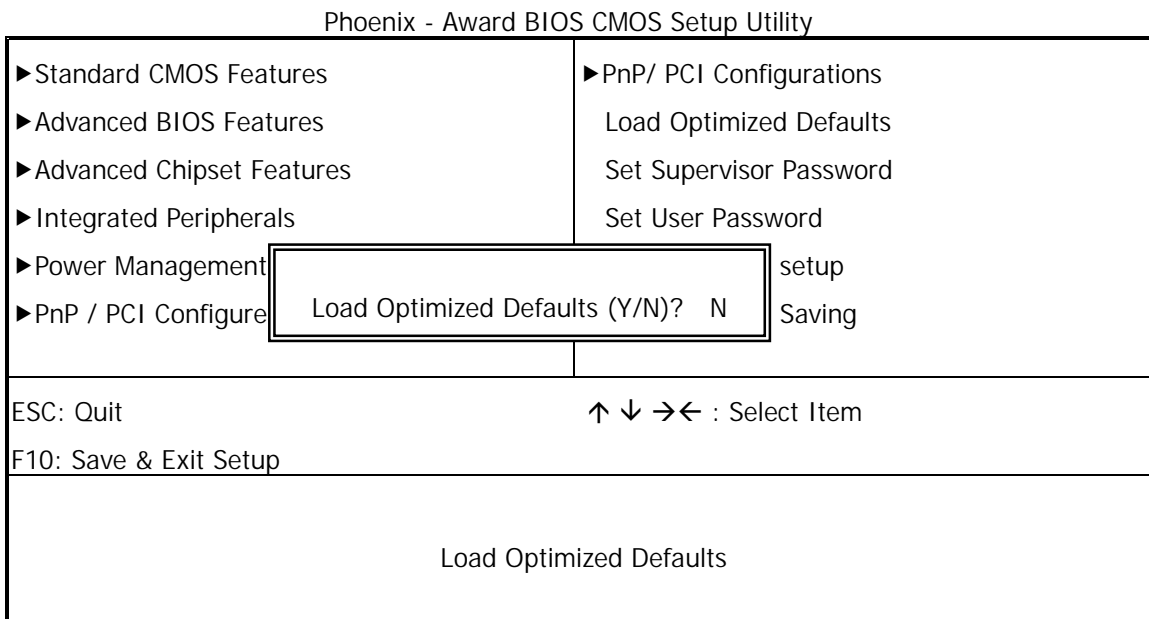 Phoenix - Award BIOS CMOS Setup Utility
▶Standard CMOS Features
▶Advanced BIOS Features
▶Advanced Chipset Features
▶Integrated Peripherals
▶Power Management
▶PnP / PCI Configure
▶PnP/ PCI Configurations
Load Optimized Defaults
Set Supervisor Password
Set User Password
setup
Saving
Load Optimized Defaults (Y/N)? N
ESC: Quit
↑ ↓ →← : Select Item
F10: Save & Exit Setup
Load Optimized Defaults